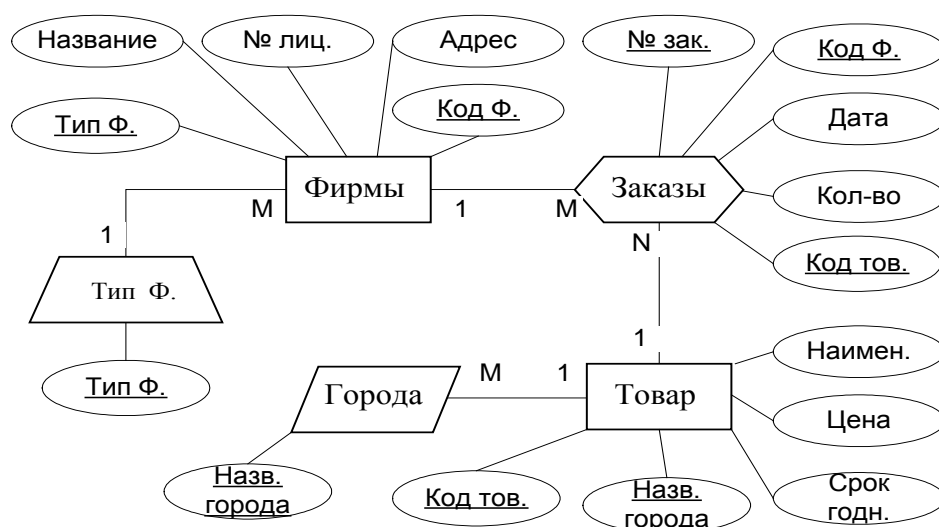 Название
№ лиц.
Адрес
№ зак.
Код Ф.
Тип Ф.
Код Ф.
Дата
Фирмы
Заказы
Кол-во
М
1
М
1
N
Код тов.
Тип Ф.
Тип Ф.
1
Наимен.
Города
М
1
Товар
Цена
Назв.
города
Код тов.
Назв.
города
Срок
годн.